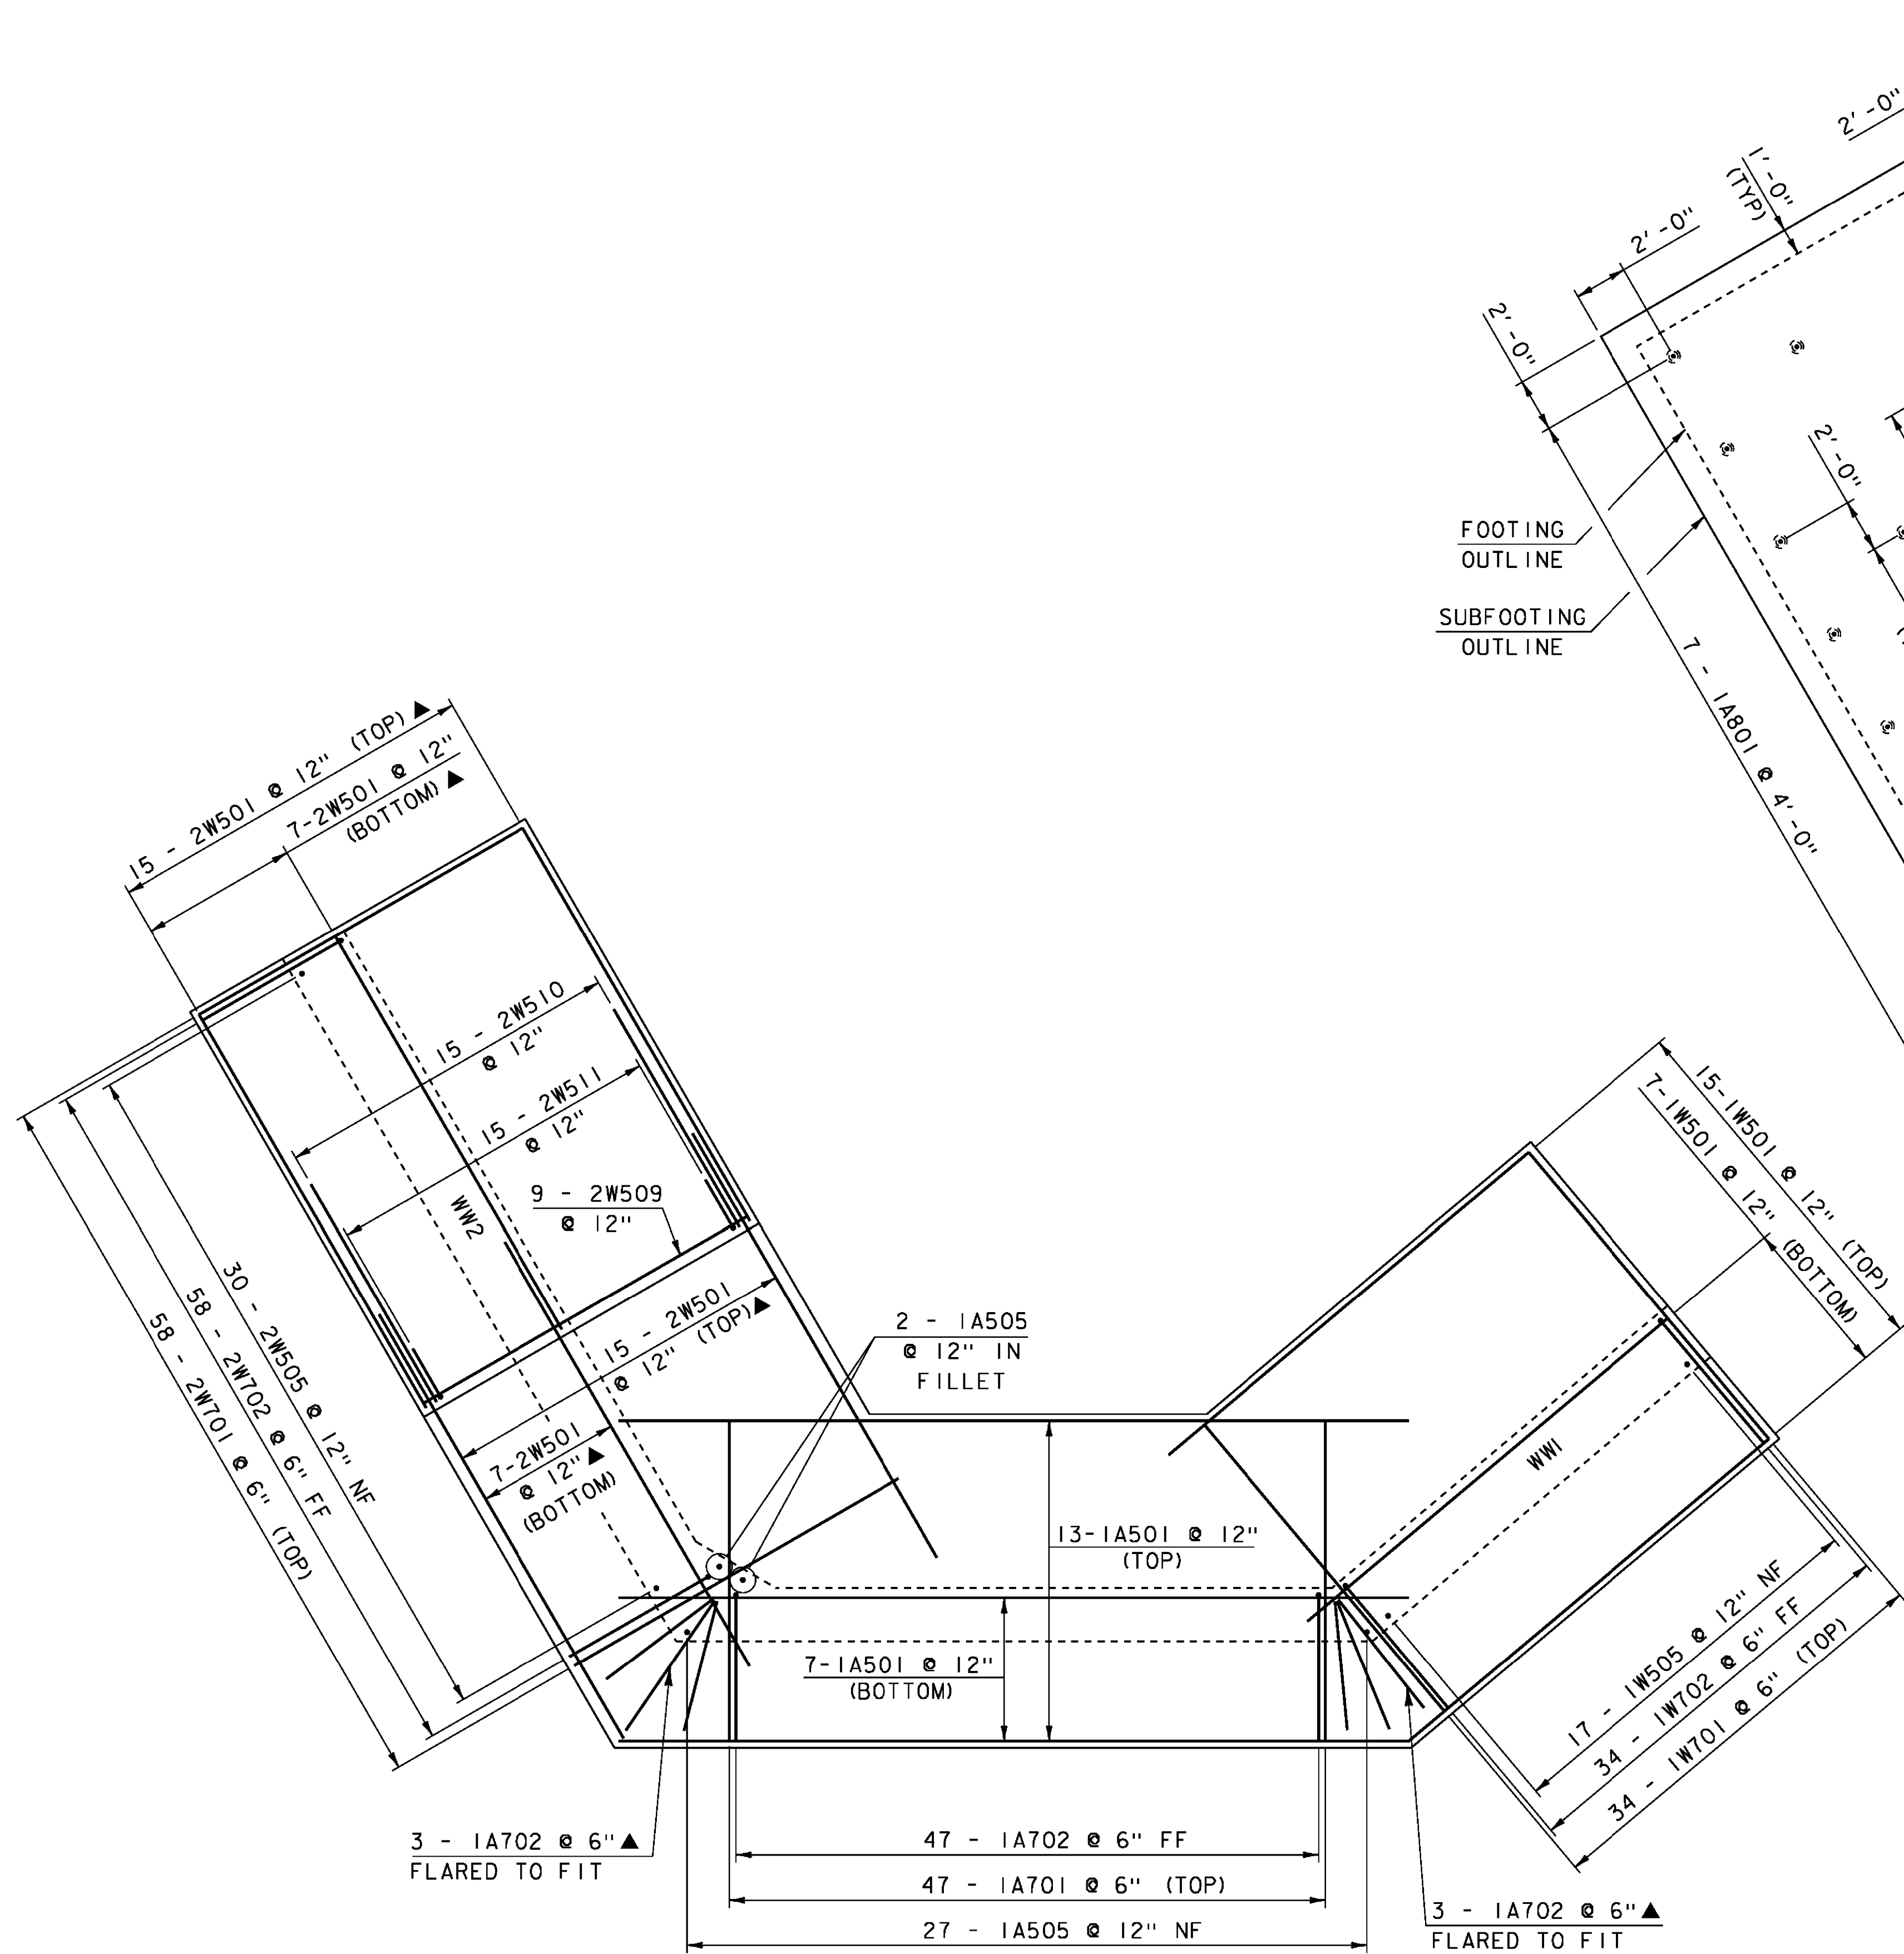 2'-0"
1'-0"
(TYP)
2'-0"
2'-0"
2'-0"
FOOTING
OUTLINE
SUBFOOTING
OUTLINE
7 - 1A801 @ 4'-0"
15 - 2W501 @ 12" (TOP) ▲
7-2W501 @ 12"
(BOTTOM) ▲
15 - 2W510
@ 12"
15 - 2W511
@ 12"
WW2
9 - 2W509
@ 12"
30 - 2W505 @ 12" NF
58 - 2W702 @ 6" FF
58 - 2W701 @ 6" (TOP)
15 - 2W501
@ 12" (TOP)▲
7-2W501
@ 12"▲
(BOTTOM)
2 - 1A505
@ 12" IN
FILLET
15-1W501 @ 12" (TOP)
7-1W501 @ 12" (BOTTOM)
WW1
13-1A501 @ 12"
(TOP)
7-1A501 @ 12"
(BOTTOM)
17 - 1W505 @ 12" NF
34 - 1W702 @ 6" FF
34 - 1W701 @ 6" (TOP)
3 - 1A702 @ 6"▲
FLARED TO FIT
47 - 1A702 @ 6" FF
47 - 1A701 @ 6" (TOP)
27 - 1A505 @ 12" NF
3 - 1A702 @ 6"▲
FLARED TO FIT